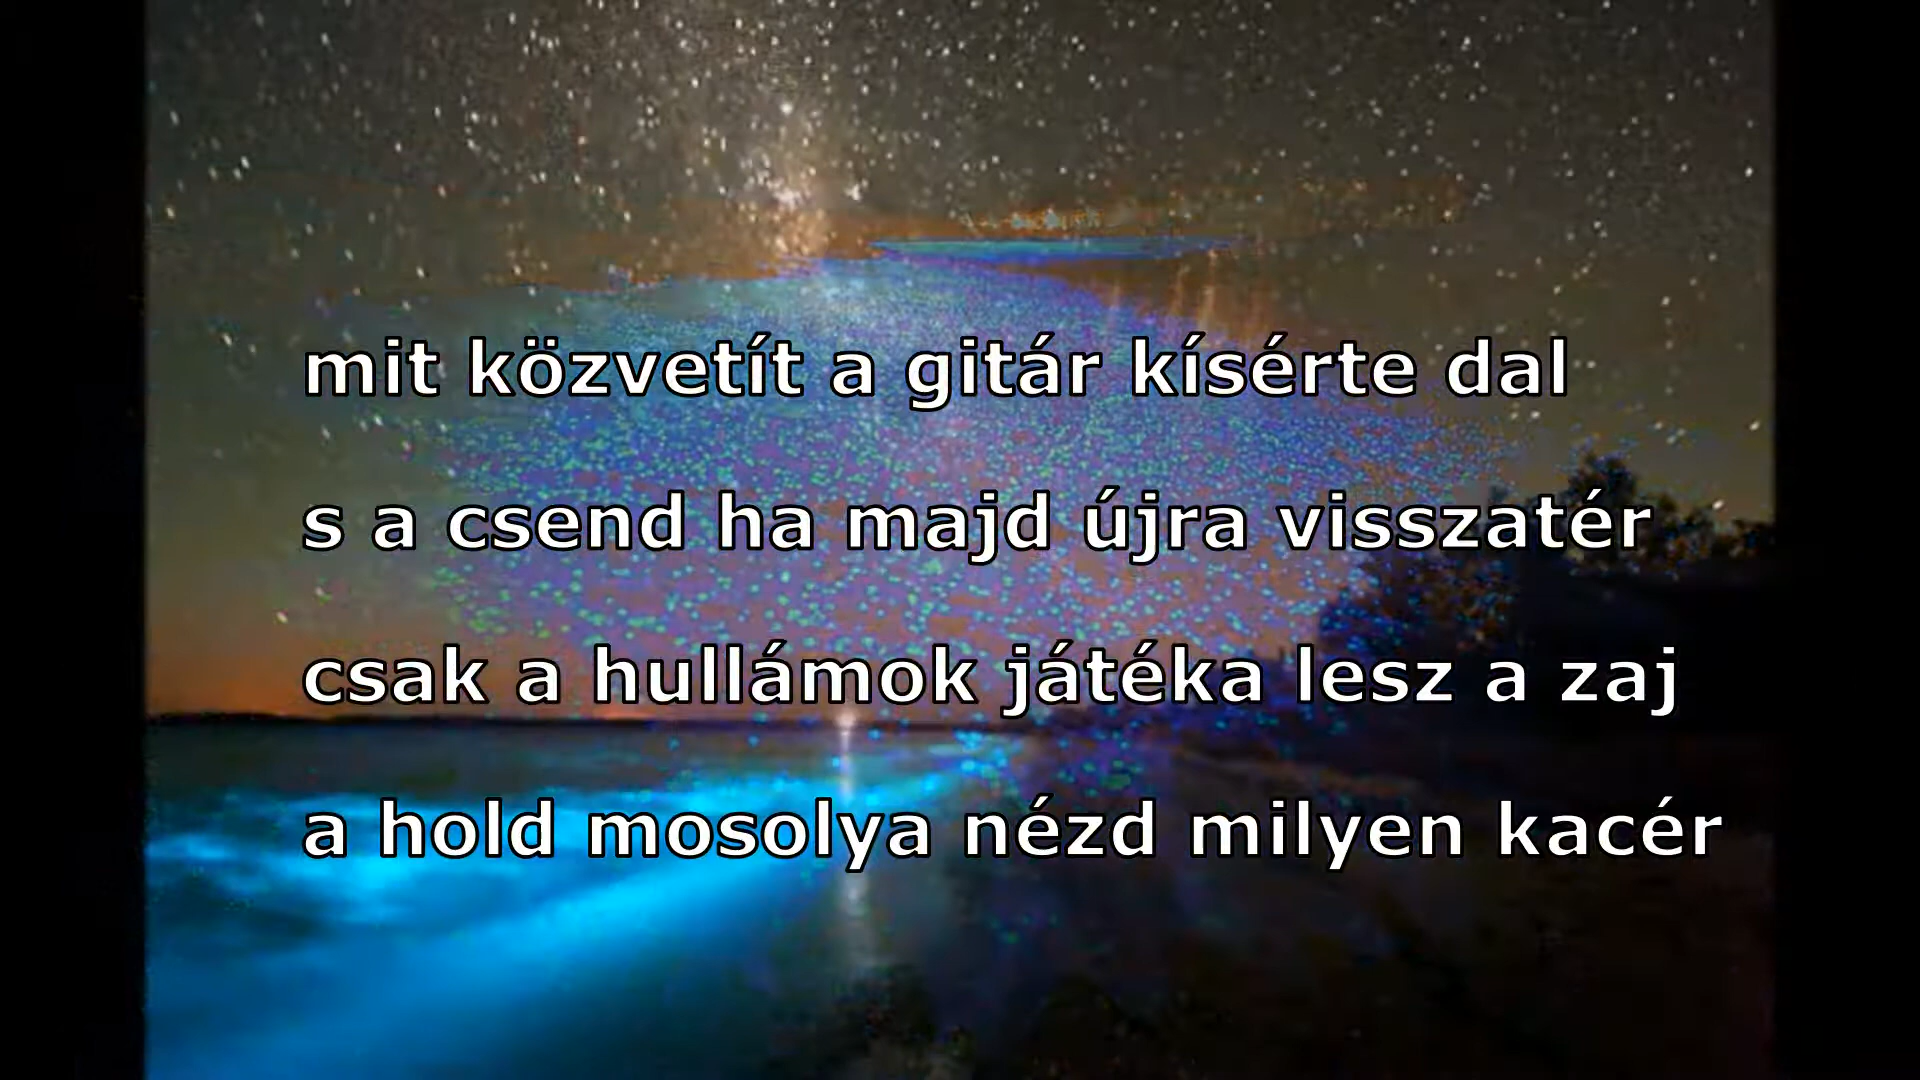 mit közvetít a gitár kísérte dal
s a csend ha majd újra visszatér
csak a hullámok játéka lesz a zaj
a hold mosolya nézd milyen kacér